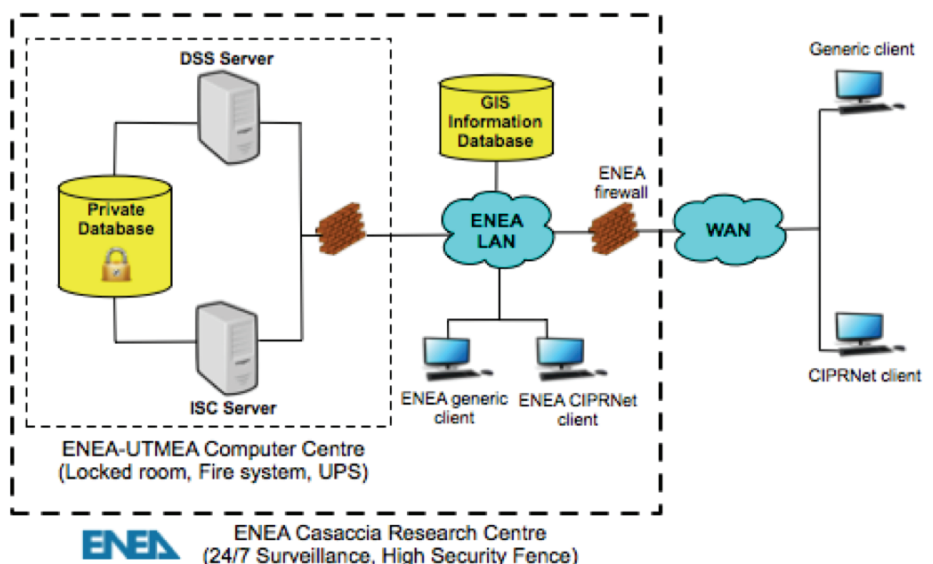 DSS Server
Private
Database
ISC Server
GIS
Information
Database
ENEA
LAN
ENEA
firewall
WAN
Generic client
CIPRNet client
ENEA generic
client
ENEA CIPRNet
client
ENEA-UTMEA Computer Centre
(Locked room, Fire system, UPS)
ENEA
ENEA Casaccia Research Centre
(24/7 Surveillance, High Security Fence)